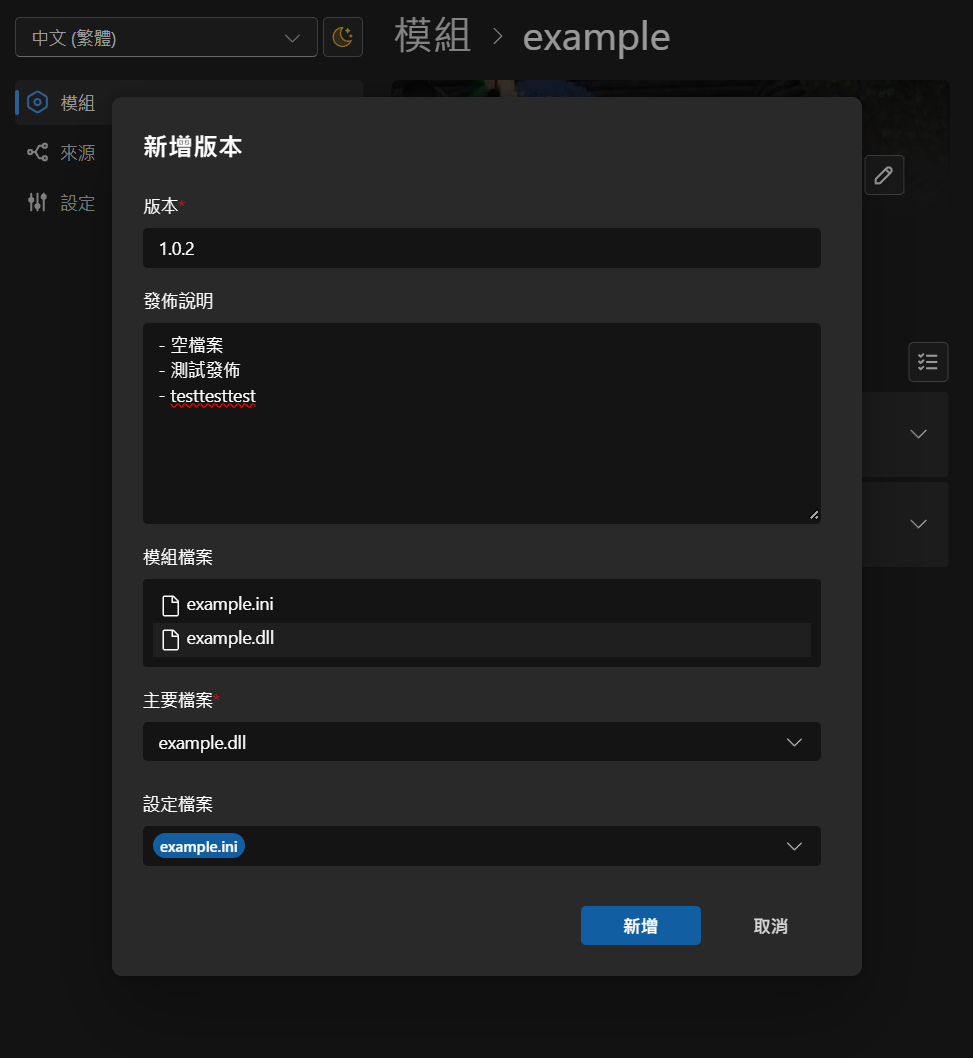 中文 (繁體)
模組 > example
模組
來源
設定
新增版本
版本*
1.0.2
發佈說明
- 空檔案
- 測試發佈
- testtesttest
模組檔案
example.ini
example.dll
主要檔案*
example.dll
設定檔案
example.ini
新增
取消